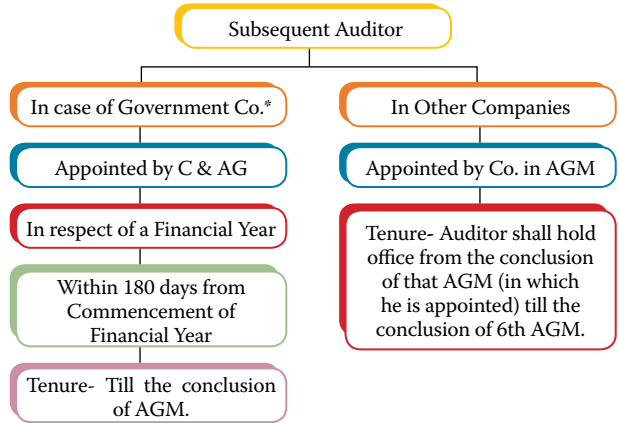 Subsequent Auditor
In case of Government Co.*
Appointed by C & AG
In respect of a Financial Year
Within 180 days from
Commencement of
Financial Year
Tenure- Till the conclusion
of AGM.
In Other Companies
Appointed by Co. in AGM
Tenure- Auditor shall hold
office from the conclusion
of that AGM (in which
he is appointed) till the
conclusion of 6th AGM.